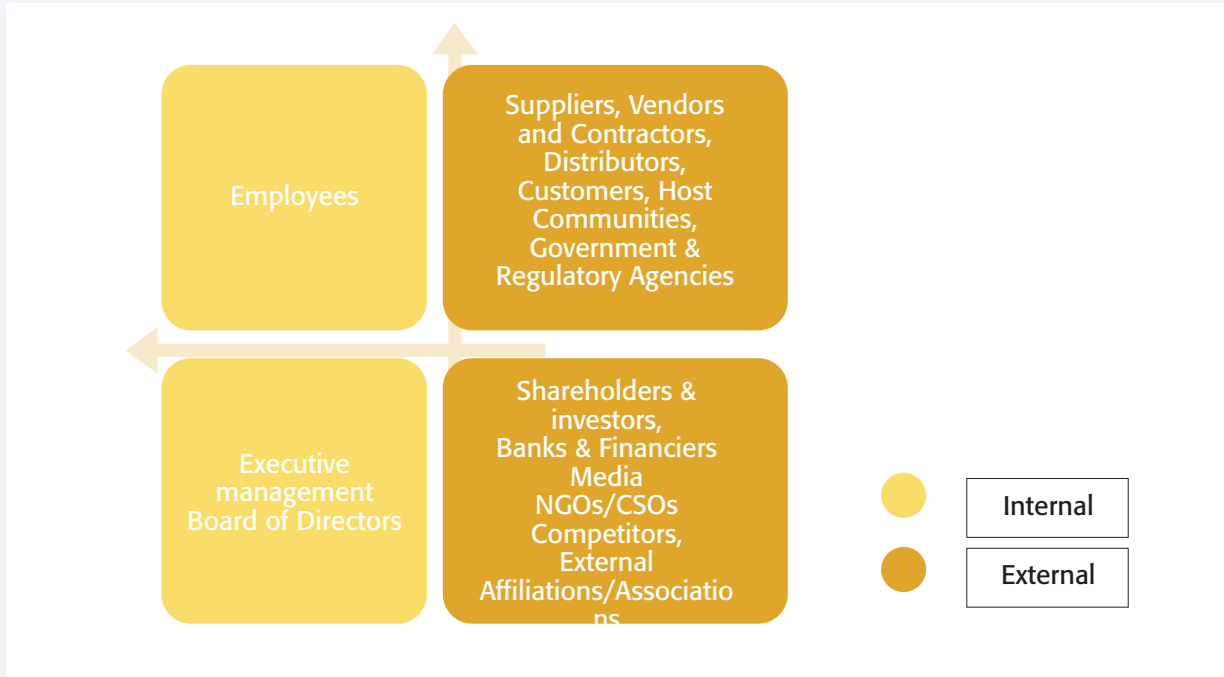 Employees
Suppliers, Vendors
and Contractors,
Distributors,
Customers, Host
Communities,
Government &
Regulatory Agencies
Executive
management
Board of Directors
Shareholders &
investors,
Banks & Financiers
Media
NGOs/CSOs
Competitors,
External
Affiliations/Associatio
ns
Internal
External